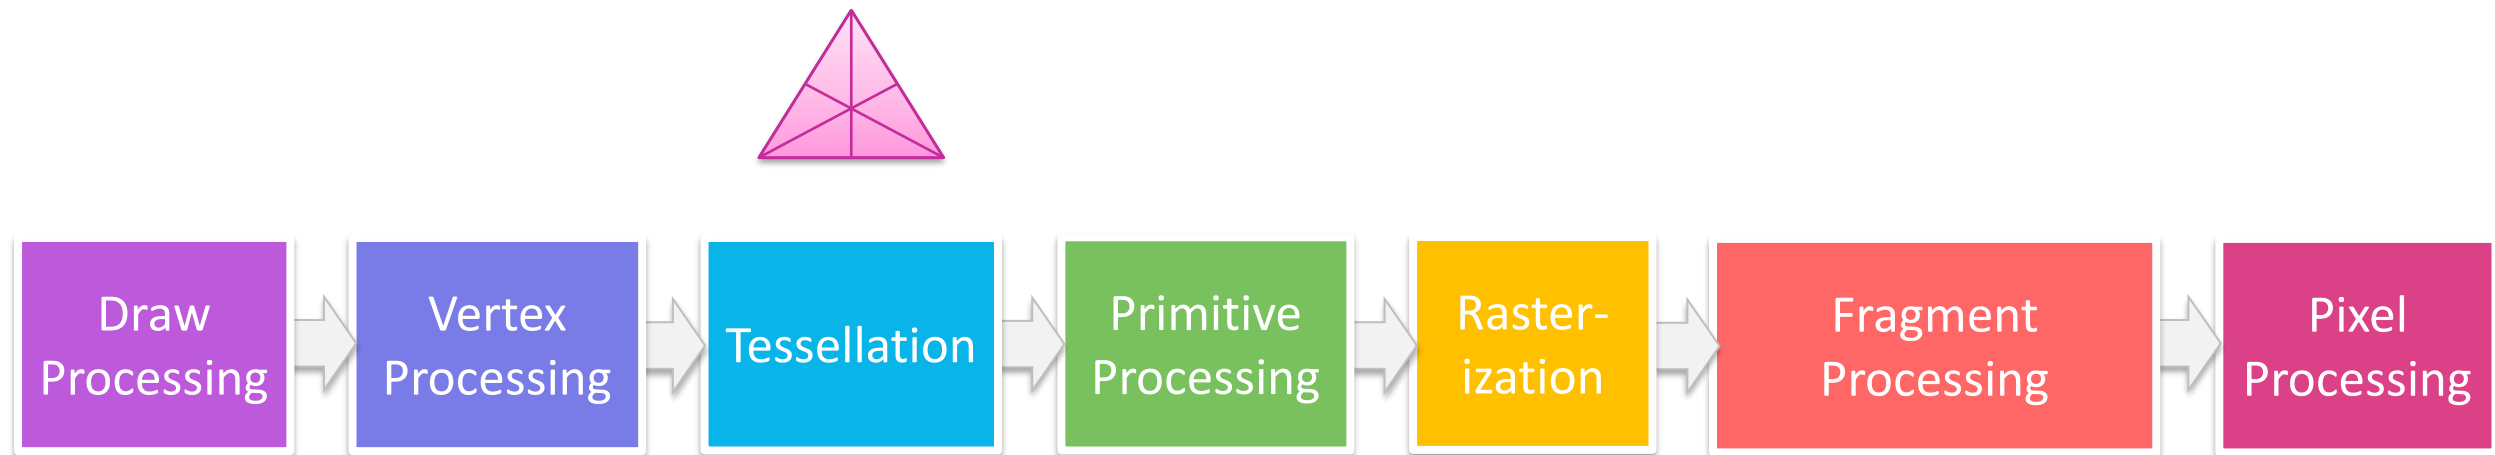 Draw
Processing
Vertex
Processing
Tessellation
Primitive
Processing
Raster-
ization
Fragment
Processing
Pixel
Processing